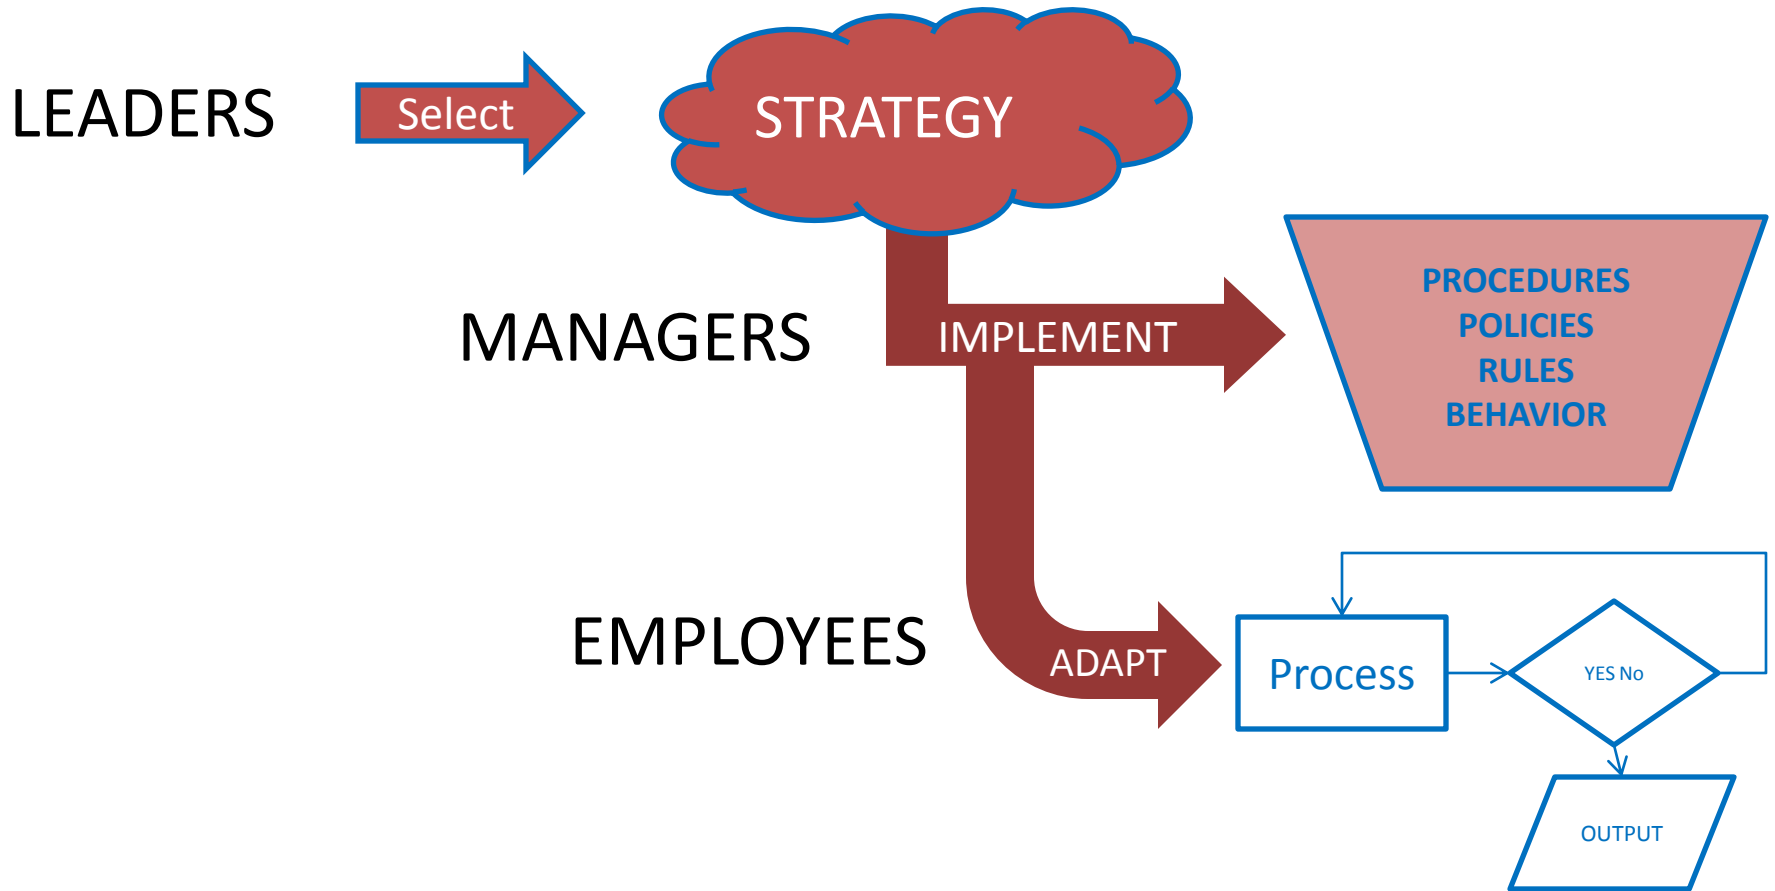 LEADERS
Select
STRATEGY
MANAGERS
IMPLEMENT
PROCEDURES
POLICIES
RULES
BEHAVIOR
EMPLOYEES
ADAPT
Process
YES No
OUTPUT